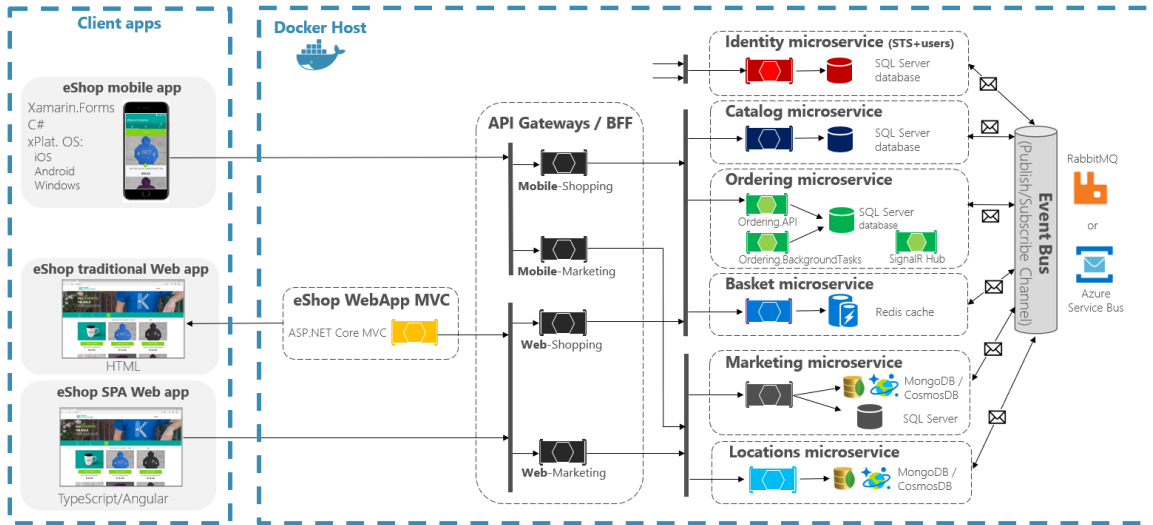 Client apps
eShop mobile app
Xamarin.Forms
C#
xPlat. OS:
iOS
Android
Windows
eShop traditional Web app
HTML
eShop SPA Web app
TypeScript/Angular
Docker Host
eShop WebApp MVC
ASP.NET Core MVC
API Gateways / BFF
Mobile-Shopping
Mobile-Marketing
Web-Shopping
Web-Marketing
Identity microservice (STS+users)
SQL Server
database
Catalog microservice
SQL Server
database
Ordering microservice
Ordering.API
SQL Server
database
Ordering.BackgroundTasks
SignalR Hub
Basket microservice
Redis cache
Marketing microservice
MongoDB /
CosmosDB
SQL Server
Locations microservice
MongoDB /
CosmosDB
Event Bus
(Publish/Subscribe Channel)
RabbitMQ
or
Azure
Service Bus